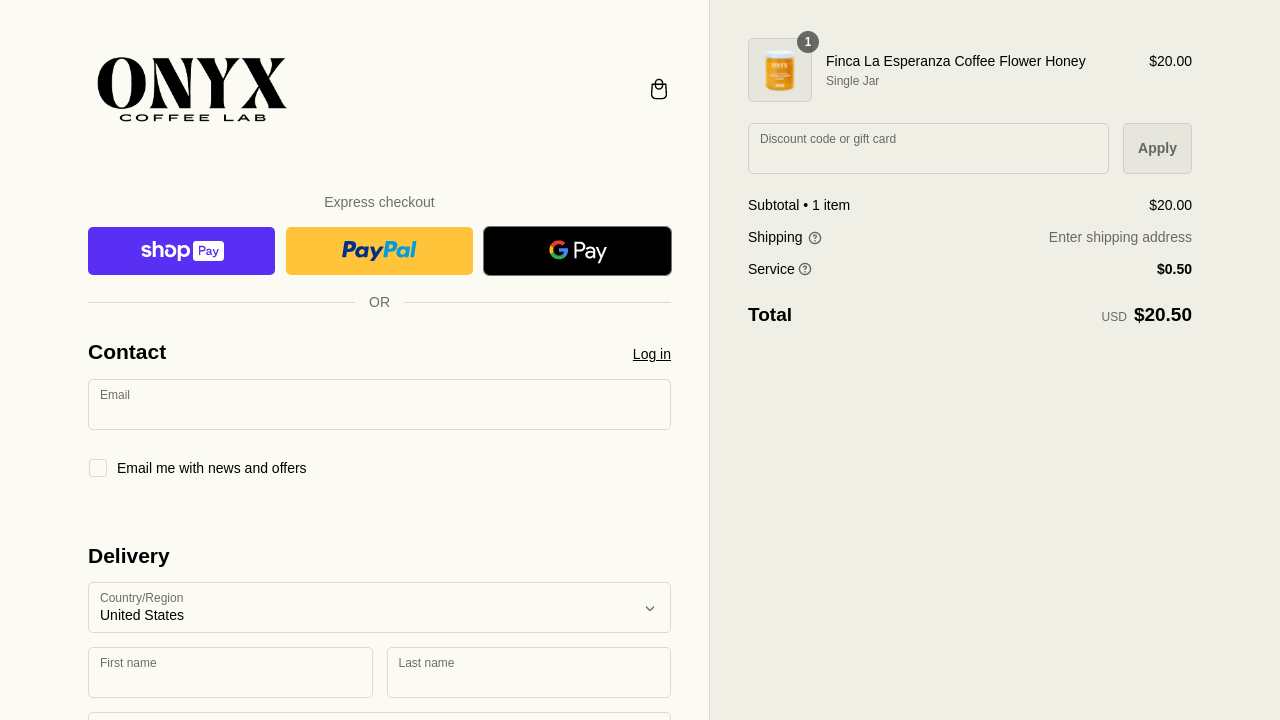 ONYX
COFFEE LAB
Express checkout
shop Pay
PayPal
G Pay
OR
Contact
Log in
Email
Email me with news and offers
Delivery
Country/Region
United States
First name
Last name
1
ONYX
Finca La Esperanza Coffee Flower Honey
$20.00
Single Jar
Discount code or gift card
Apply
Subtotal • 1 item
$20.00
Shipping
Enter shipping address
Service
$0.50
Total
USD $20.50